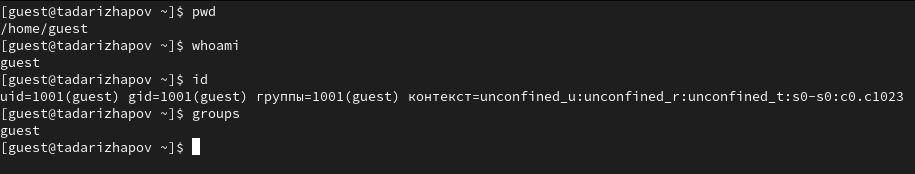 [guest@tadarizhapov ~]$ pwd
/home/guest
[guest@tadarizhapov ~]$ whoami
guest
[guest@tadarizhapov ~]$ id
uid=1001(guest) gid=1001(guest) группы=1001(guest) контекст=unconfined_u:unconfined_r:unconfined_t:s0-s0:c0.c1023
[guest@tadarizhapov ~]$ groups
guest
[guest@tadarizhapov ~]$